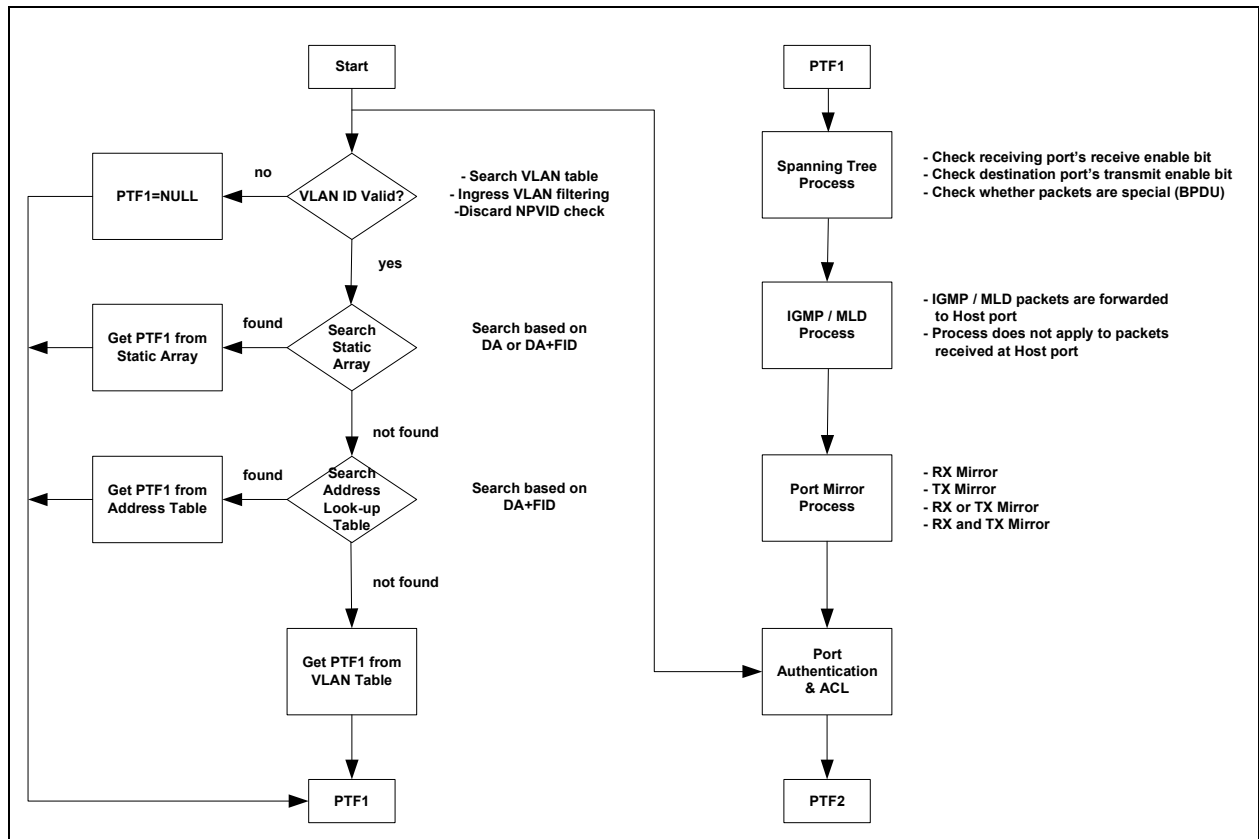 Start
no
PTF1=NULL
VLAN ID Valid?
- Search VLAN table
- Ingress VLAN filtering
-Discard NPVID check
yes
found
Get PTF1 from
Static Array
Search
Static
Array
Search based on
DA or DA+FID
not found
found
Get PTF1 from
Address Table
Search
Address
Look-up
Table
Search based on
DA+FID
not found
Get PTF1 from
VLAN Table
PTF1
PTF1
Spanning Tree
Process
- Check receiving port's receive enable bit
- Check destination port's transmit enable bit
- Check whether packets are special (BPDU)
IGMP / MLD
Process
- IGMP / MLD packets are forwarded
to Host port
- Process does not apply to packets
received at Host port
Port Mirror
Process
- RX Mirror
- TX Mirror
- RX or TX Mirror
- RX and TX Mirror
Port
Authentication
& ACL
PTF2